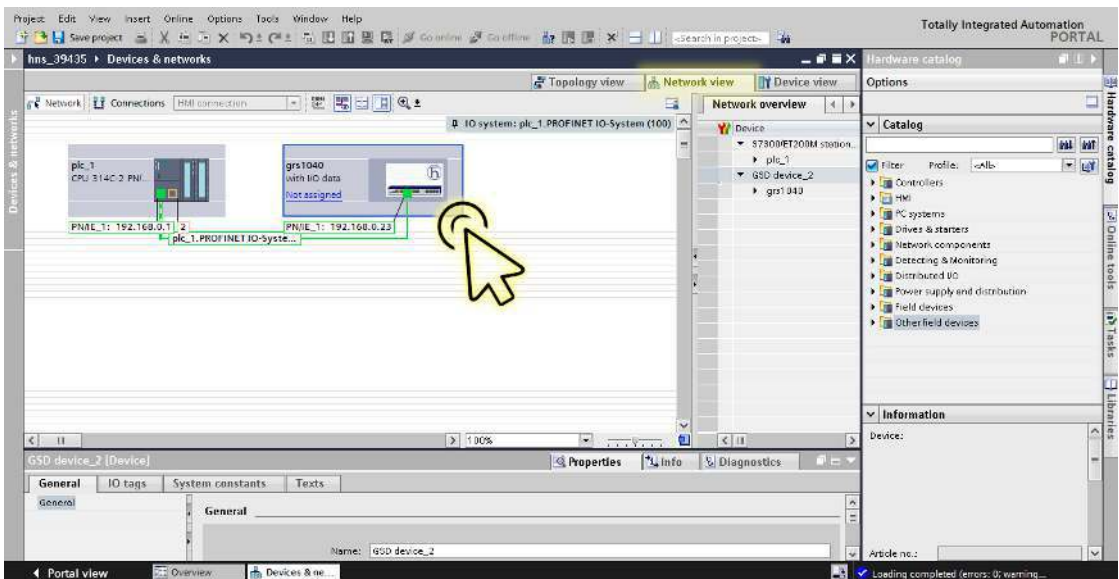 Project Edit View Insert Online Options Tools Window Help
Totally Integrated Automation
PORTAL
Save project Go online Go offline <Search in project>
hns_39435 Devices & networks
Hardware catalog
Topology view Network view Device view
Options
Network Connections HMI connection
Network overview
IO system: plc_1.PROFINET IO-System (100)
Catalog
Device
S7300/ET200M station...
plc_1
GSD device_2
grs1040
plc_1
CPU 314C-2 PN/...
grs1040
with I/O data
Not assigned
PN/IE_1: 192.168.0.1 2
PN/IE_1: 192.168.0.23
plc_1.PROFINET IO-Syste...
Filter Profile: <All>
Controllers
HMI
PC systems
Drives & starters
Network components
Detecting & Monitoring
Distributed I/O
Power supply and distribution
Field devices
Other field devices
Devices & networks
Hardware catalog
Online tools
Tasks
Libraries
Information
Device:
100%
GSD device_2 [Device]
Properties Info Diagnostics
General IO tags System constants Texts
General
General
Name: GSD device_2
Article no.:
Portal view Overview Devices & ne...
Loading completed (errors: 0; warning...